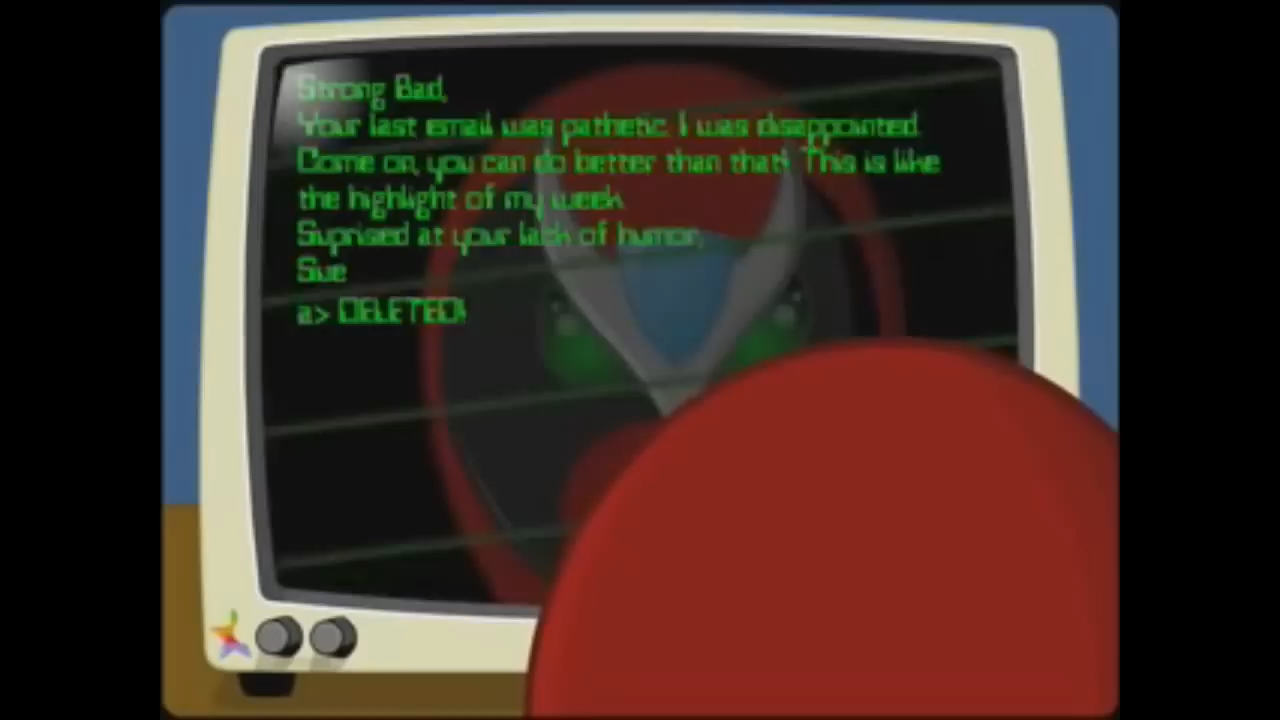 Strong Bad,
Your last email was pathetic. I was disappointed.
Come on, you can do better than that! This is like
the highlight of my week.
Suprised at your lack of humor,
Sue
a> DELETED!